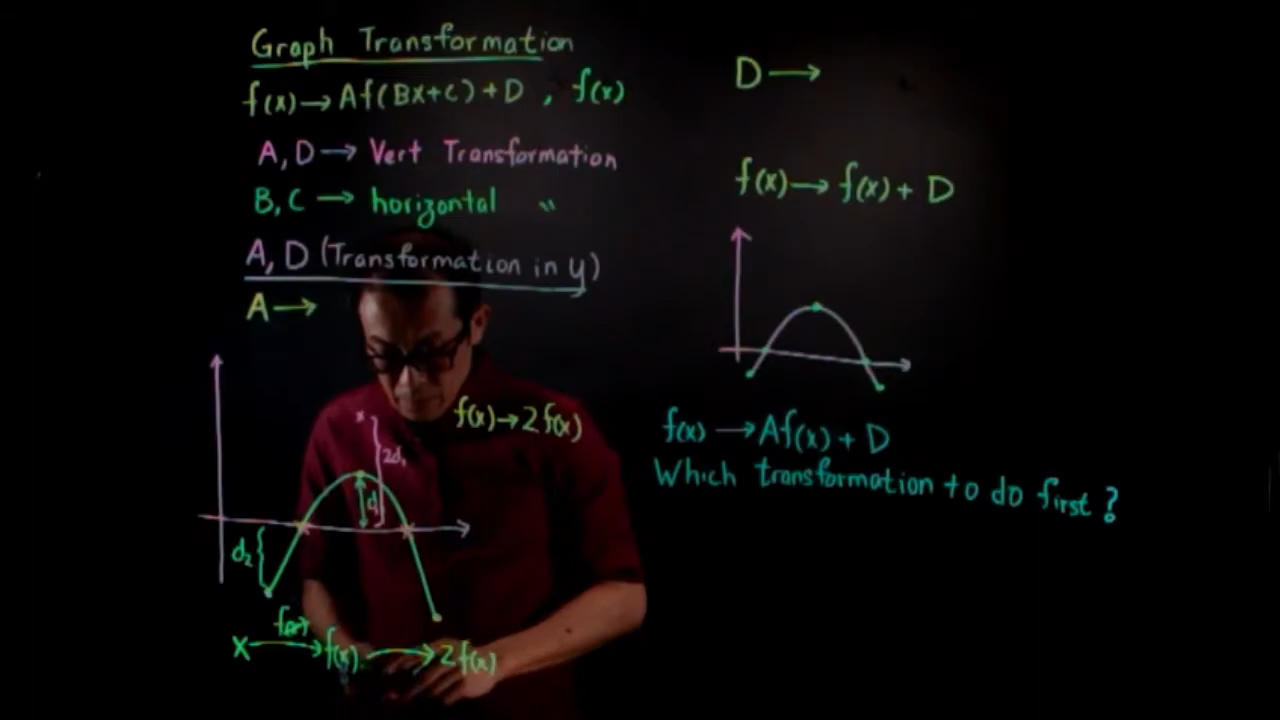 Graph Transformation
f(x) → Af(Bx+C) + D , f(x)
A, D → Vert Transformation
B, C → horizontal "
A, D (Transformation in y)
A →
f(x) → 2f(x)
2d₁
d₁
d₂
x → f(x) → 2f(x)
D →
f(x) → f(x) + D
f(x) → Af(x) + D
Which transformation to do first?